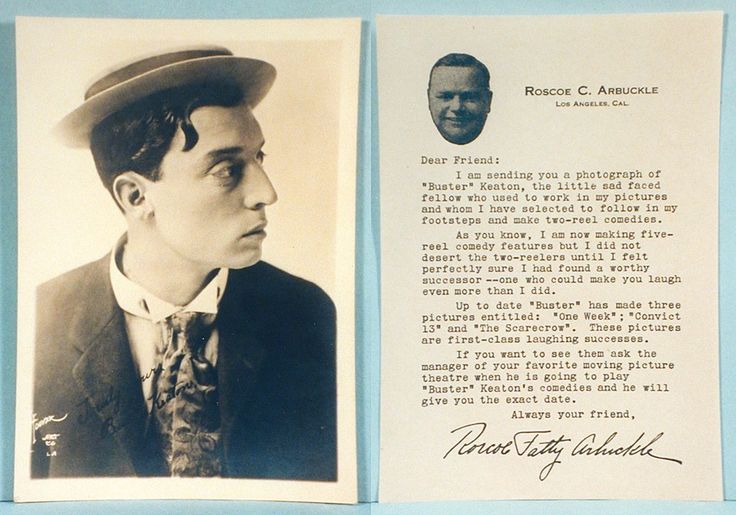 Truly Yours
Buster Keaton
L.A.
ROSCOE C. ARBUCKLE
LOS ANGELES, CAL.
Dear Friend:
I am sending you a photograph of
"Buster" Keaton, the little sad faced
fellow who used to work in my pictures
and whom I have selected to follow in my
footsteps and make two-reel comedies.
As you know, I am now making five-
reel comedy features but I did not
desert the two-reelers until I felt
perfectly sure I had found a worthy
successor--one who could make you laugh
even more than I did.
Up to date "Buster" has made three
pictures entitled: "One Week"; "Convict
13" and "The Scarecrow". These pictures
are first-class laughing successes.
If you want to see them ask the
manager of your favorite moving picture
theatre when he is going to play
"Buster" Keaton's comedies and he will
give you the exact date.
Always your friend,
Roscoe Fatty Arbuckle